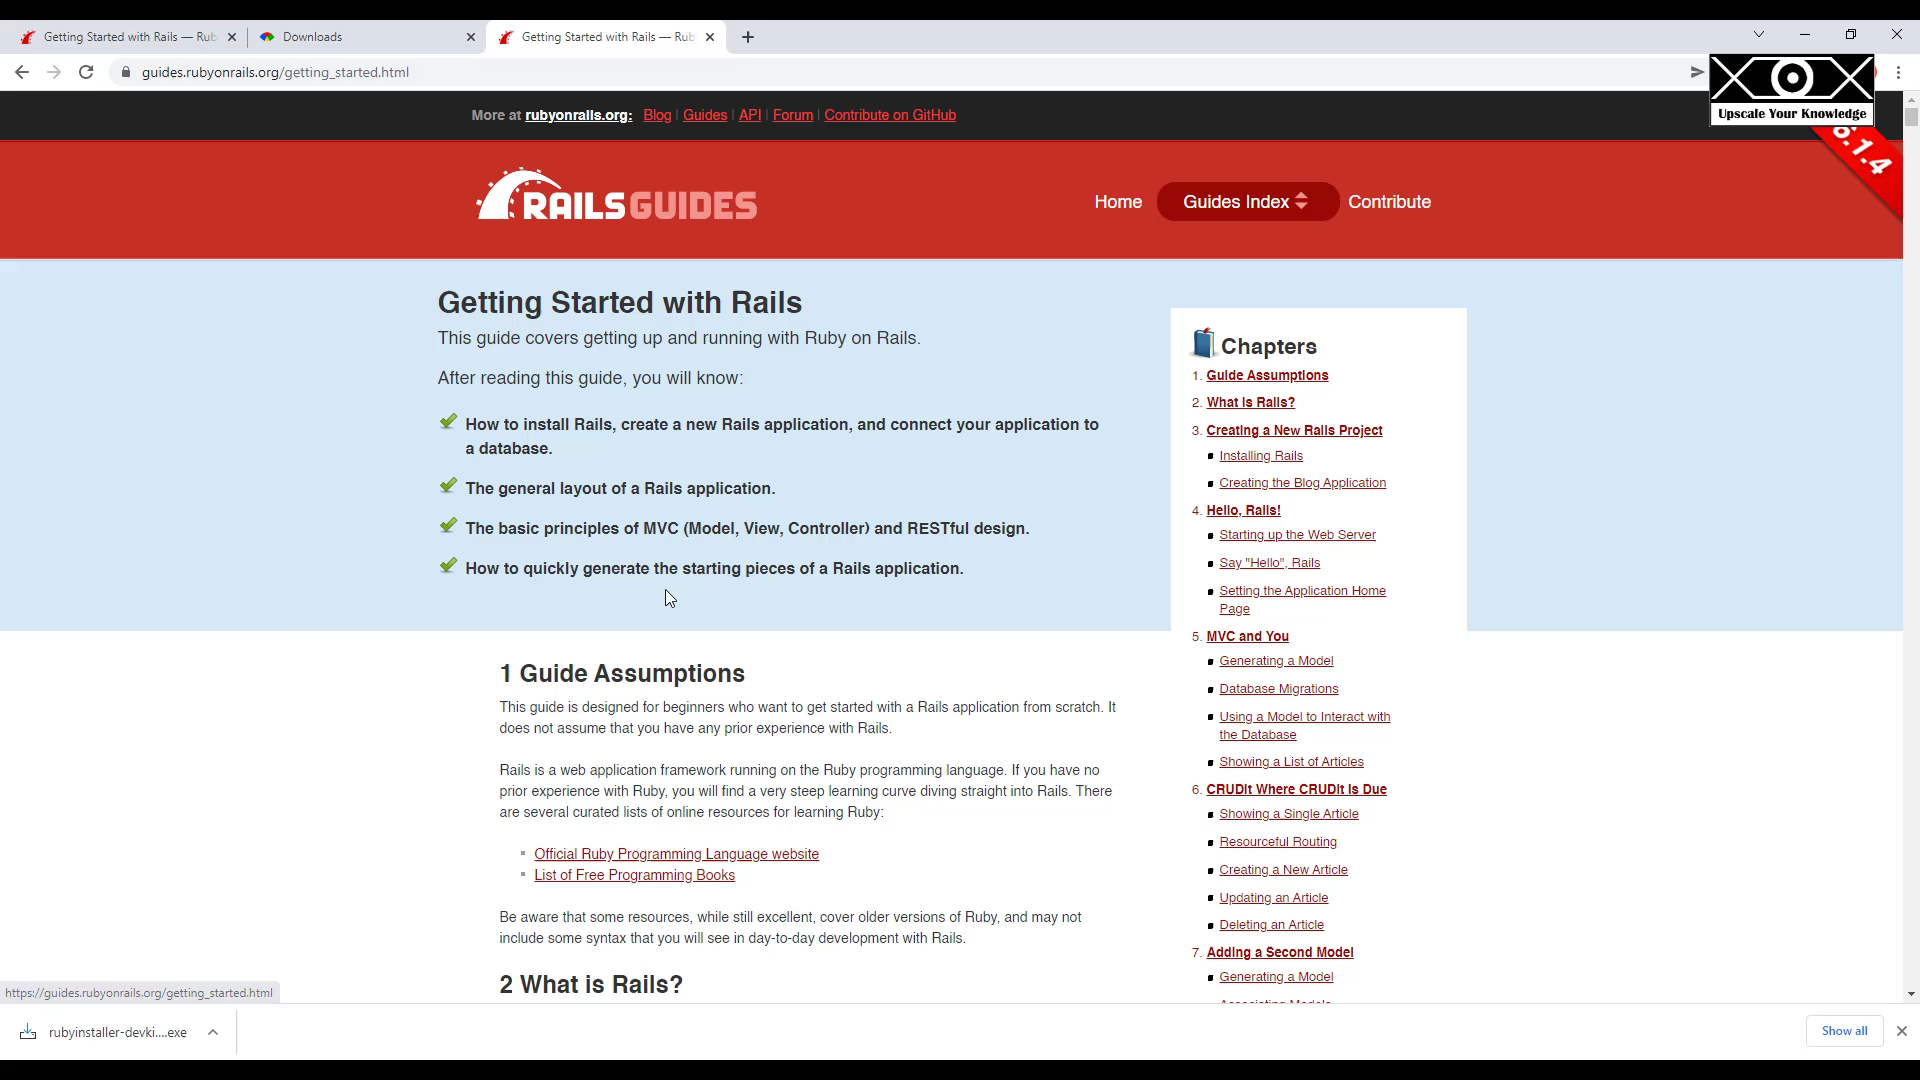 Getting Started with Rails — Rub
Downloads
Getting Started with Rails — Rub
guides.rubyonrails.org/getting_started.html
Upscale Your Knowledge
More at rubyonrails.org: Blog | Guides | API | Forum | Contribute on GitHub
6.1.4
RAILSGUIDES
Home
Guides Index
Contribute
Getting Started with Rails
This guide covers getting up and running with Ruby on Rails.
After reading this guide, you will know:
How to install Rails, create a new Rails application, and connect your application to
a database.
The general layout of a Rails application.
The basic principles of MVC (Model, View, Controller) and RESTful design.
How to quickly generate the starting pieces of a Rails application.
Chapters
1. Guide Assumptions
2. What is Rails?
3. Creating a New Rails Project
Installing Rails
Creating the Blog Application
4. Hello, Rails!
Starting up the Web Server
Say "Hello", Rails
Setting the Application Home
Page
5. MVC and You
Generating a Model
Database Migrations
Using a Model to Interact with
the Database
Showing a List of Articles
6. CRUDit Where CRUDit Is Due
Showing a Single Article
Resourceful Routing
Creating a New Article
Updating an Article
Deleting an Article
7. Adding a Second Model
Generating a Model
Associating Models
1 Guide Assumptions
This guide is designed for beginners who want to get started with a Rails application from scratch. It
does not assume that you have any prior experience with Rails.
Rails is a web application framework running on the Ruby programming language. If you have no
prior experience with Ruby, you will find a very steep learning curve diving straight into Rails. There
are several curated lists of online resources for learning Ruby:
Official Ruby Programming Language website
List of Free Programming Books
Be aware that some resources, while still excellent, cover older versions of Ruby, and may not
include some syntax that you will see in day-to-day development with Rails.
2 What is Rails?
https://guides.rubyonrails.org/getting_started.html
rubyinstaller-devki....exe
Show all